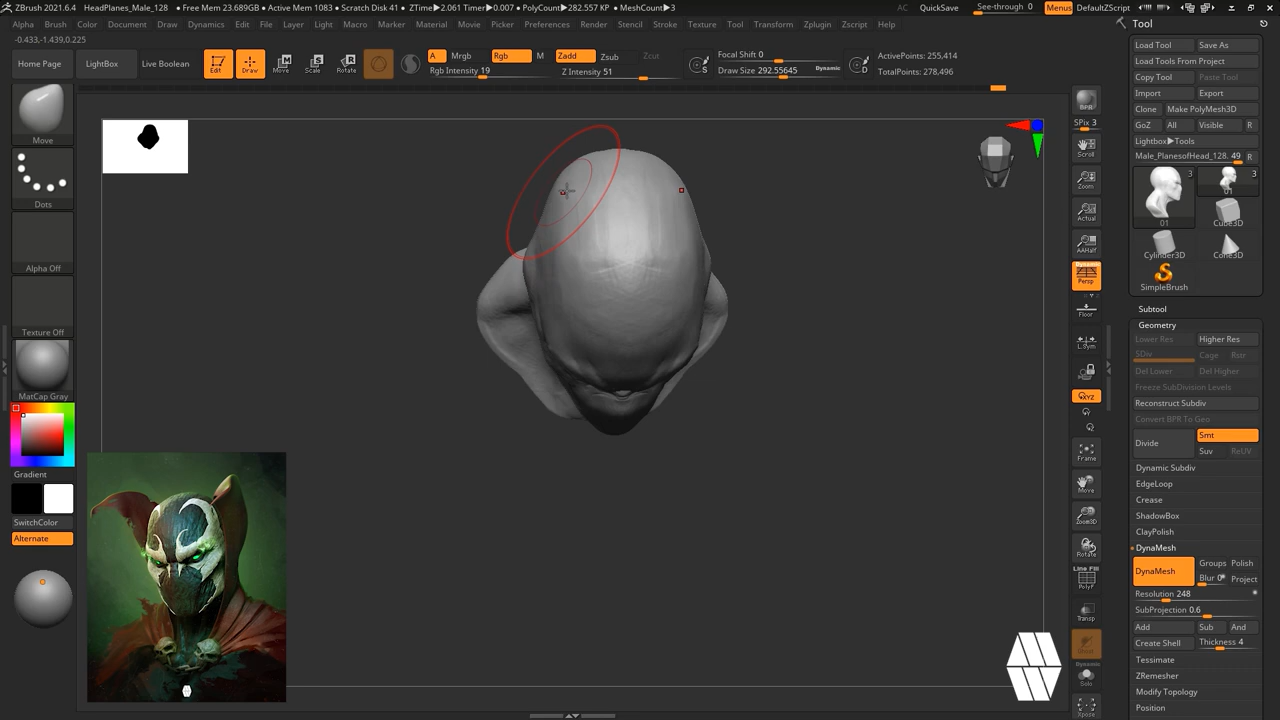 ZBrush 2021.6.4 HeadPlanes_Male_128 • Free Mem 23.689GB • Active Mem 1083 • Scratch Disk 41 • ZTime▶2.061 Timer▶0.007 • PolyCount▶282.557 KP • MeshCount▶3 AC QuickSave See-through 0 Menus DefaultZScript
Alpha Brush Color Document Draw Dynamics Edit File Layer Light Macro Marker Material Movie Picker Preferences Render Stencil Stroke Texture Tool Transform Zplugin Zscript Help
-0.433,-1.439,0.225
Home Page LightBox Live Boolean Edit Draw Move Scale Rotate
A Mrgb Rgb M Zadd Zsub Zcut
Rgb Intensity 19 Z Intensity 51
Focal Shift 0
Draw Size 292.55645 Dynamic
S D
ActivePoints: 255,414
TotalPoints: 278,496
Move
Dots
Alpha Off
Texture Off
MatCap Gray
Gradient
SwitchColor
Alternate
BPR
SPix 3
Scroll
Zoom
Actual
AAHalf
Dynamic
Persp
Floor
L.Sym
XYZ
Frame
Move
Zoom3D
Rotate
Line Fill
PolyF
Transp
Dynamic
Solo
Xpose
Tool
Load Tool Save As
Load Tools From Project
Copy Tool Paste Tool
Import Export
Clone Make PolyMesh3D
GoZ All Visible R
Lightbox▶Tools
Male_PlanesofHead_128. 49 R
3 3
01 01
Cube3D
Cylinder3D Cone3D
SimpleBrush
Subtool
Geometry
Lower Res Higher Res
SDiv Cage Rstr
Del Lower Del Higher
Freeze SubDivision Levels
Reconstruct Subdiv
Convert BPR To Geo
Divide Smt
Suv ReUV
Dynamic Subdiv
EdgeLoop
Crease
ShadowBox
ClayPolish
DynaMesh
DynaMesh Groups Polish
Blur 0 Project
Resolution 248
SubProjection 0.6
Add Sub And
Create Shell Thickness 4
Tessimate
ZRemesher
Modify Topology
Position